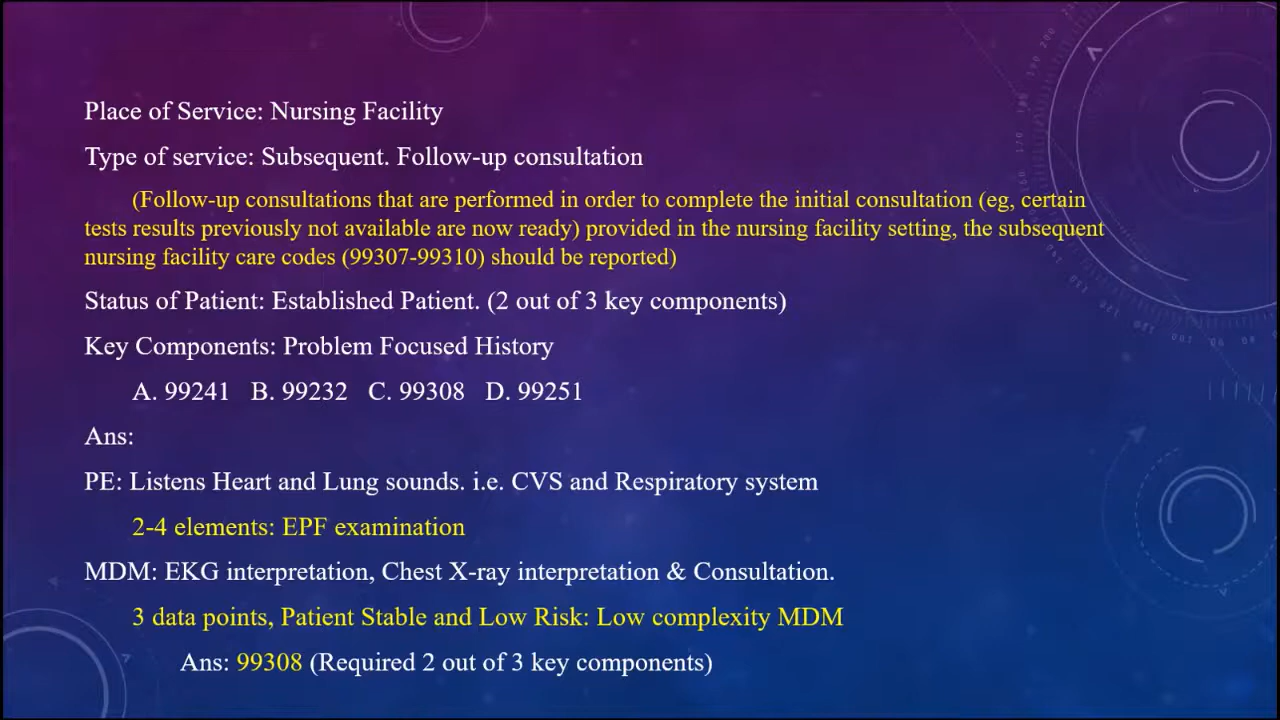 Place of Service: Nursing Facility
Type of service: Subsequent. Follow-up consultation
(Follow-up consultations that are performed in order to complete the initial consultation (eg, certain
tests results previously not available are now ready) provided in the nursing facility setting, the subsequent
nursing facility care codes (99307-99310) should be reported)
Status of Patient: Established Patient. (2 out of 3 key components)
Key Components: Problem Focused History
A. 99241 B. 99232 C. 99308 D. 99251
Ans:
PE: Listens Heart and Lung sounds. i.e. CVS and Respiratory system
2-4 elements: EPF examination
MDM: EKG interpretation, Chest X-ray interpretation & Consultation.
3 data points, Patient Stable and Low Risk: Low complexity MDM
Ans: 99308 (Required 2 out of 3 key components)